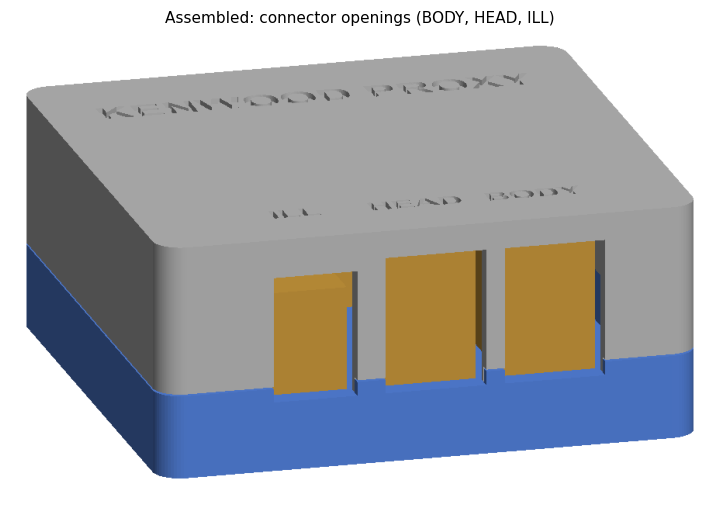 Assembled: connector openings (BODY, HEAD, ILL)
KENWOOD PROXY
ILL HEAD BODY